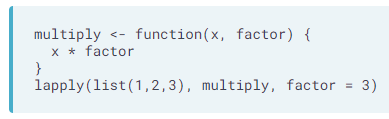 multiply <- function(x, factor) {
  x * factor
}
lapply(list(1,2,3), multiply, factor = 3)